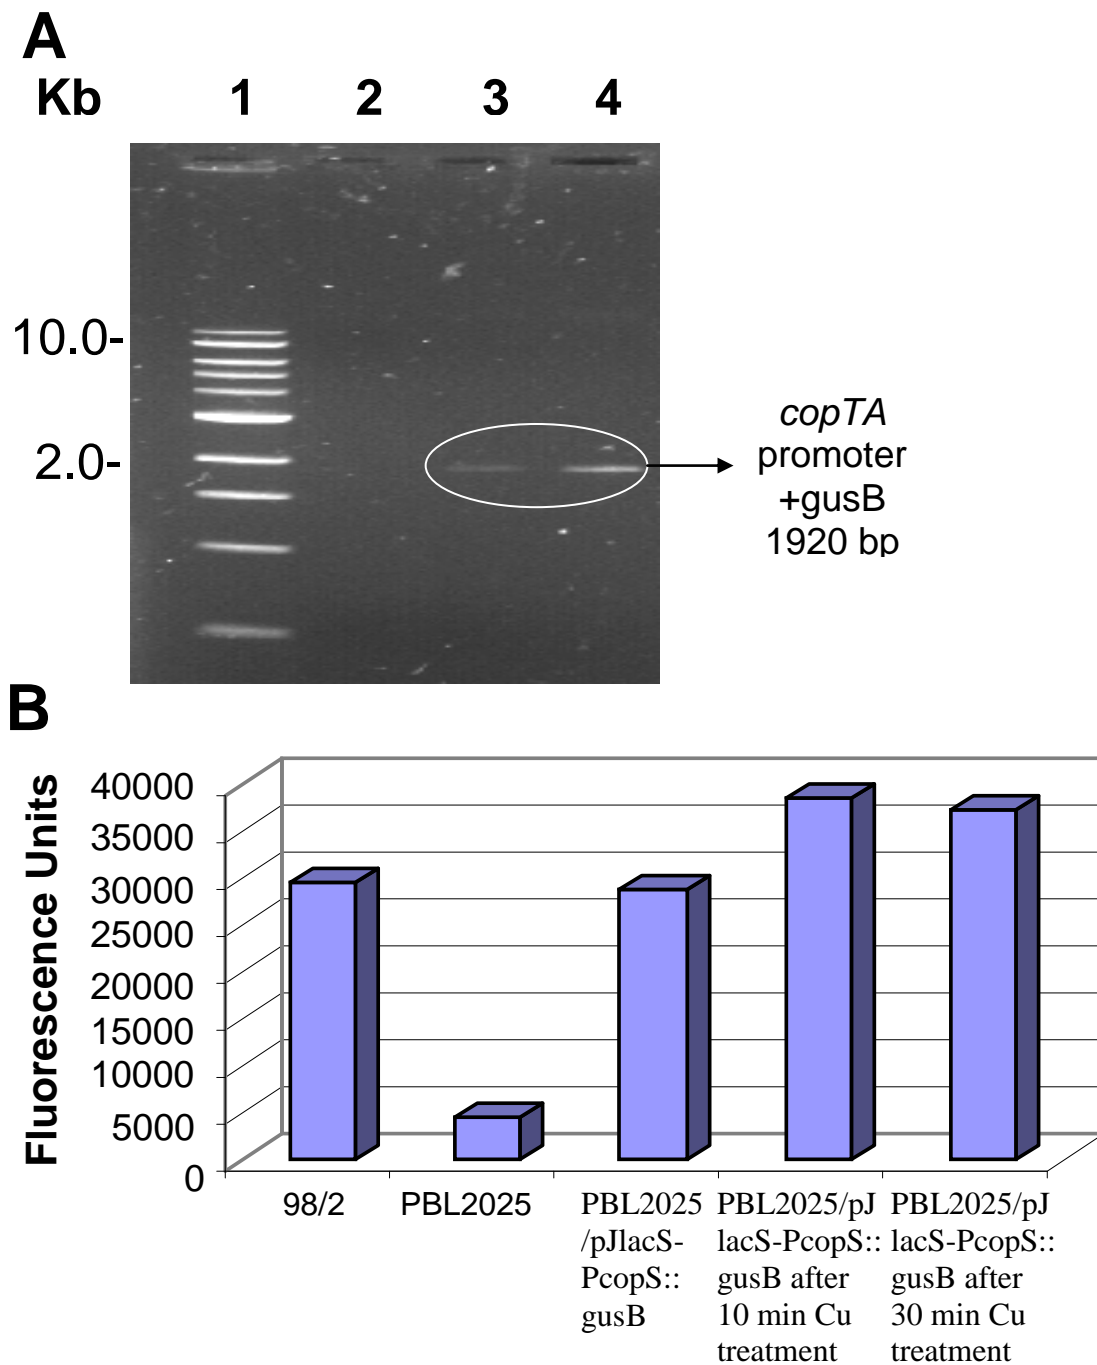 A
Kb 1 2 3 4
10.0-
2.0-
copTA
promoter
+gusB
1920 bp
B
Fluorescence Units
40000
35000
30000
25000
20000
15000
10000
5000
0
98/2
PBL2025
PBL2025
/pJlacS-
PcopS::
gusB
PBL2025/pJ
lacS-PcopS::
gusB after
10 min Cu
treatment
PBL2025/pJ
lacS-PcopS::
gusB after
30 min Cu
treatment